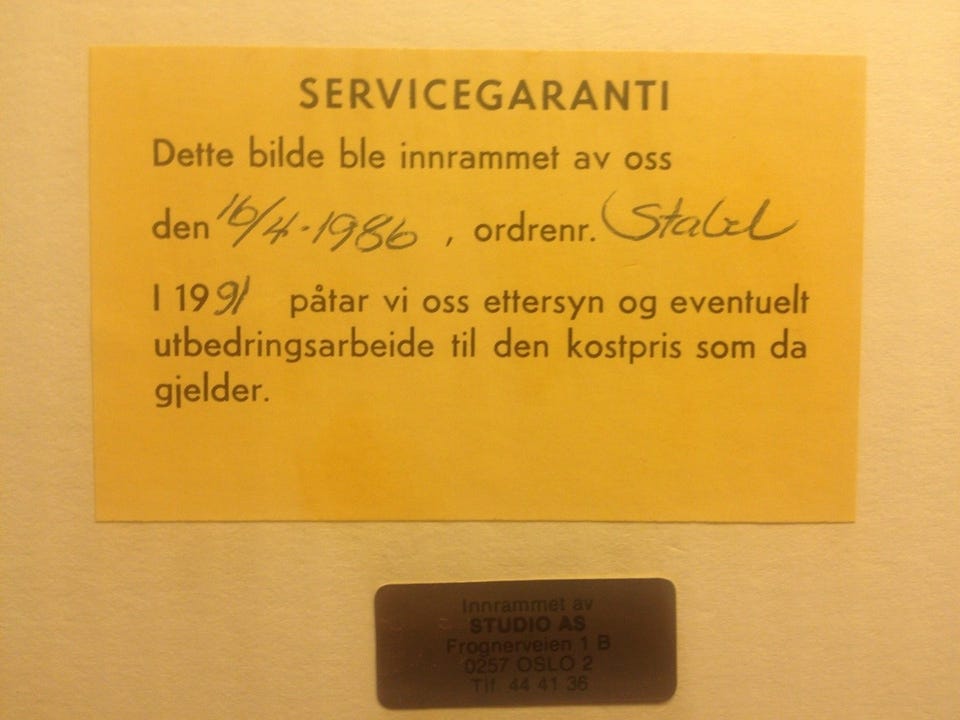 SERVICEGARANTI
Dette bilde ble innrammet av oss
den 16/4-1986, ordrenr. Stabel
I 1991 påtar vi oss ettersyn og eventuelt
utbedringsarbeide til den kostpris som da
gjelder.
Innrammet av
STUDIO AS
Frognerveien 1 B
0257 OSLO 2
Tlf. 44 41 36